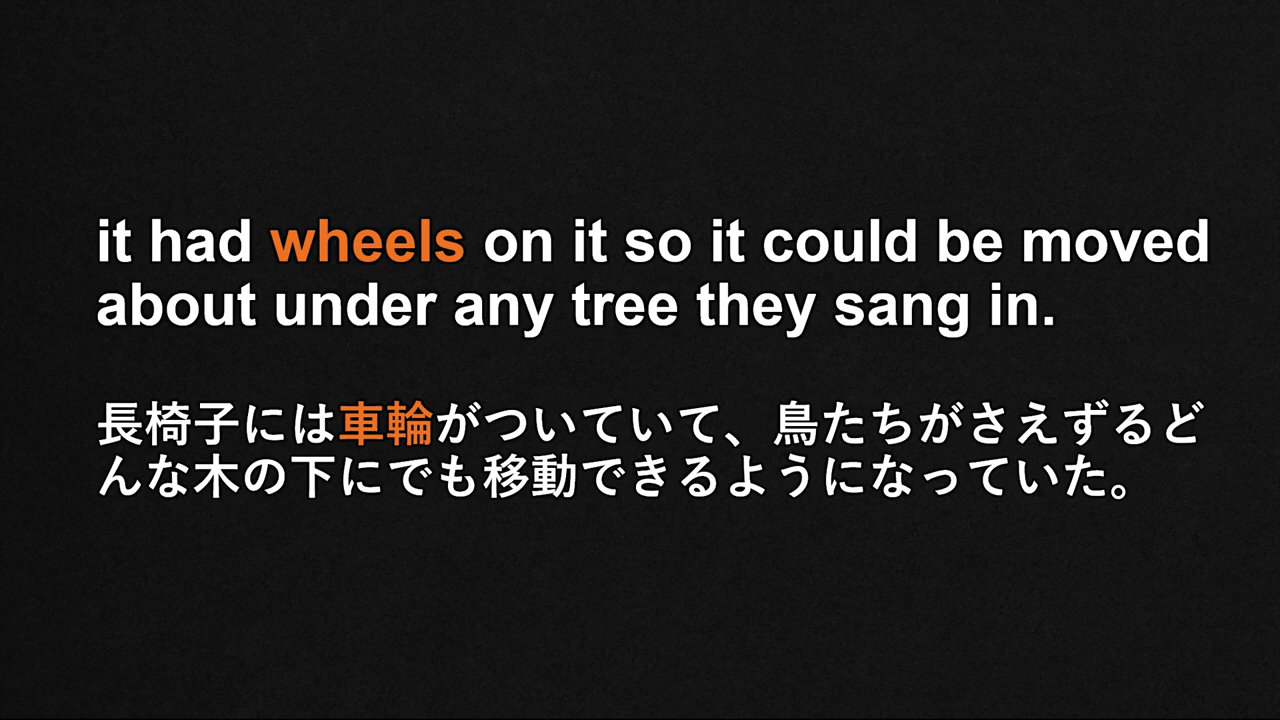 it had wheels on it so it could be moved
about under any tree they sang in.
長椅子には車輪がついていて、鳥たちがさえずるど
んな木の下にでも移動できるようになっていた。